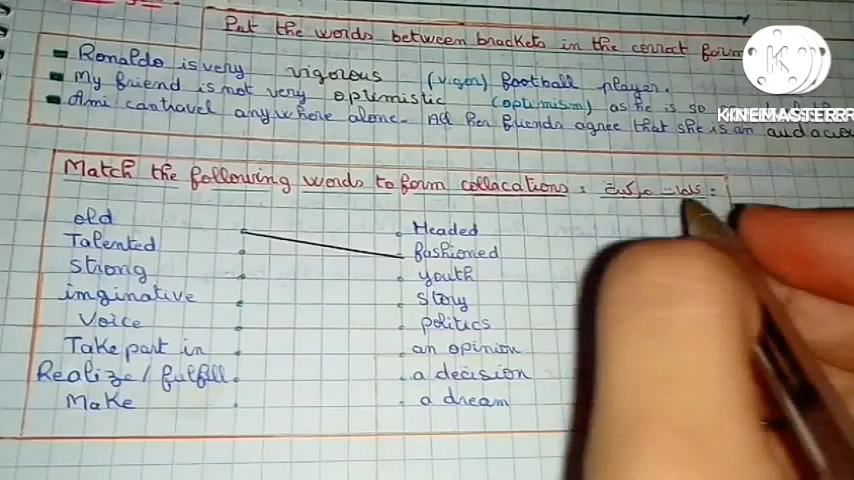 Put the words between brackets in the correct form
Ronaldo is very vigorous (vigor) football player.
My friend is not very optimistic (optimism) as he is so
Ami can travel anywhere alone. All her friends agree that she is an audaciou
Match the following words to form collacations :
old
Talented
strong
imginative
Voice
Take part in
Realize / fulfill
Make
Headed
fashioned
youth
story
politics
an opinion
a decision
a dream
K
KINEMASTER